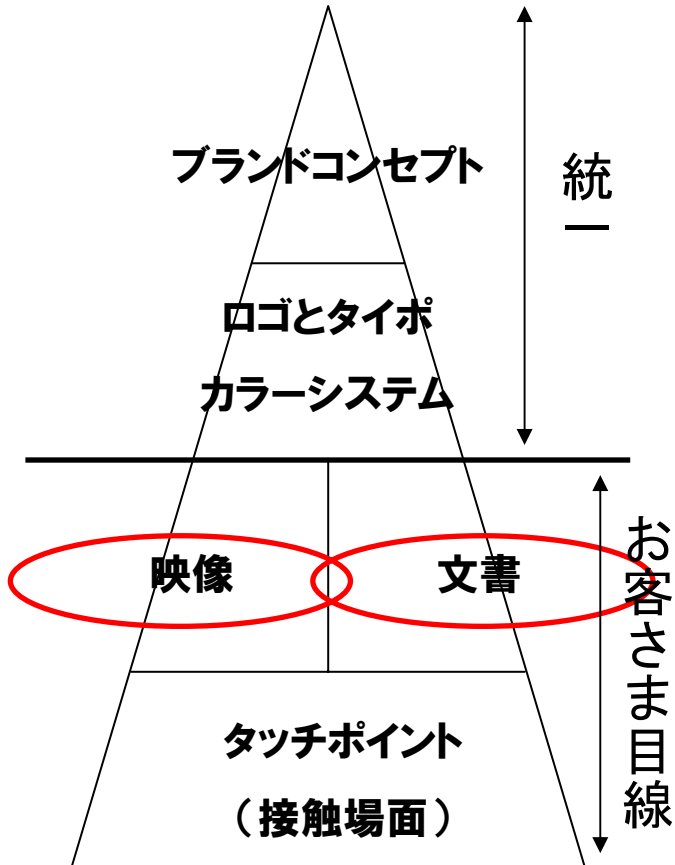 ブランドコンセプト
統一
ロゴとタイポ
カラーシステム
映像
文書
お客さま目線
タッチポイント
（接触場面）